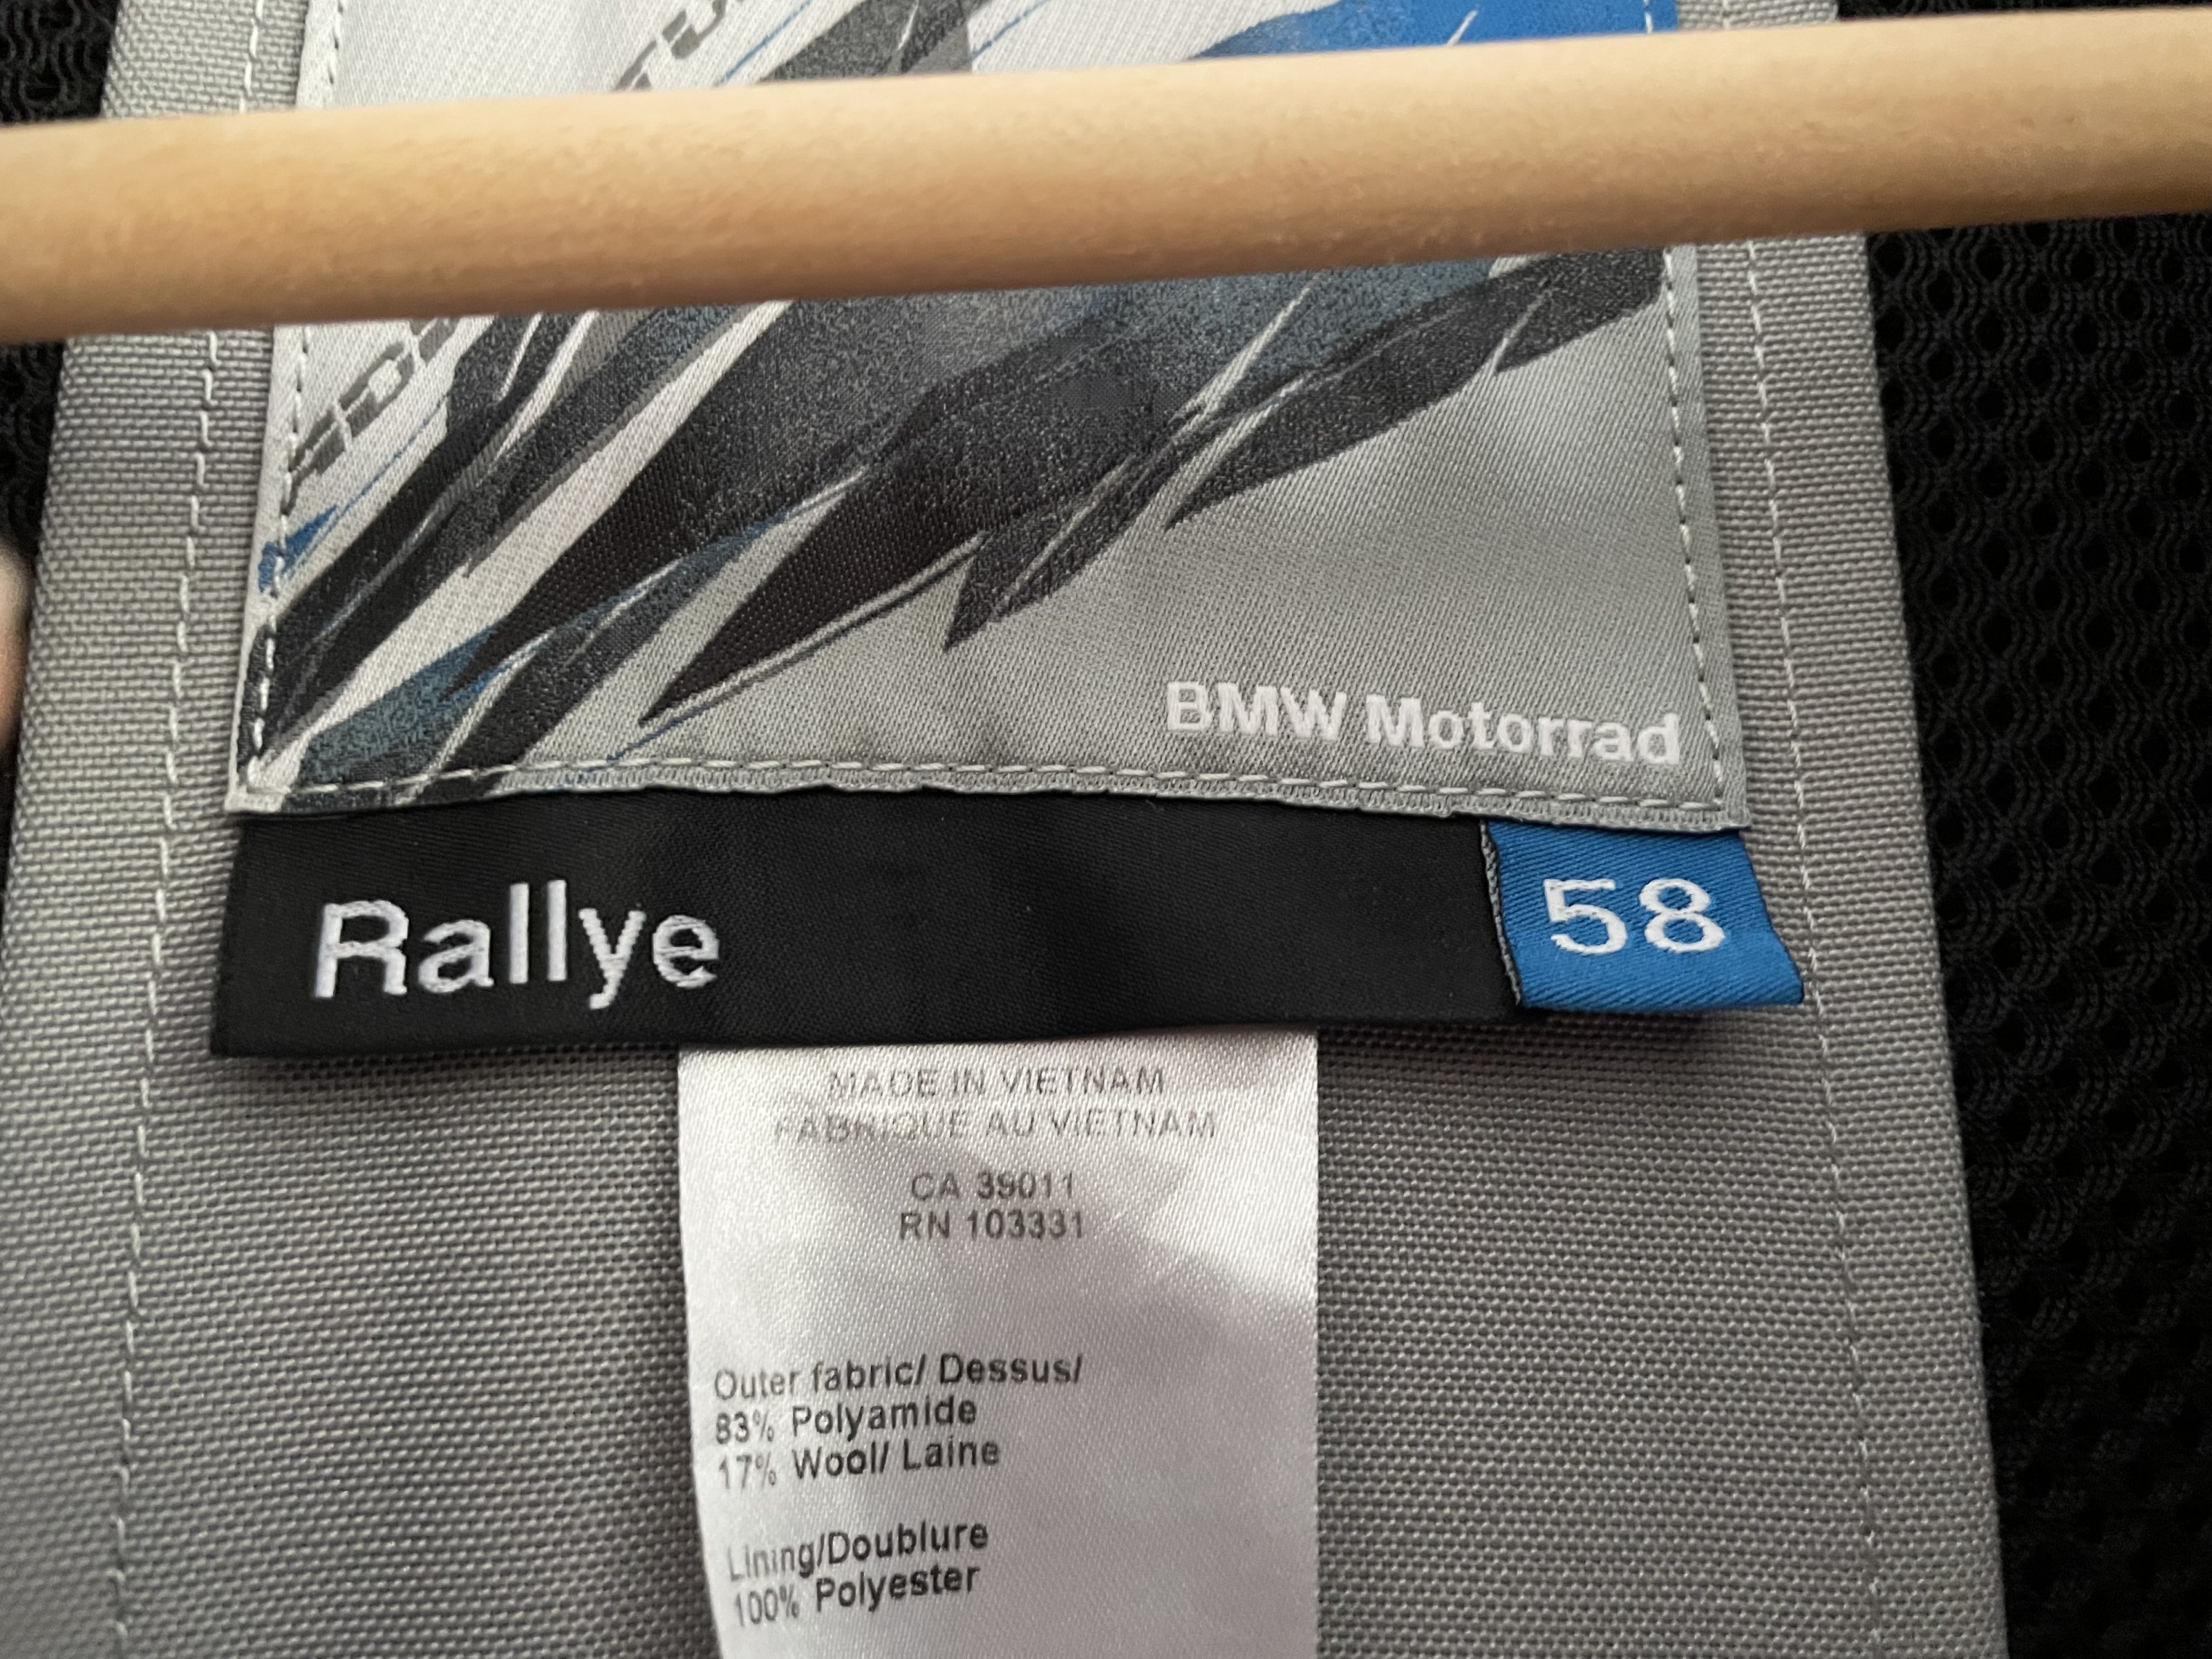 BMW Motorrad
Rallye
58
MADE IN VIETNAM
FABRIQUE AU VIETNAM
CA 39011
RN 103331
Outer fabric/ Dessus/
83% Polyamide
17% Wool/ Laine
Lining/Doublure
100% Polyester